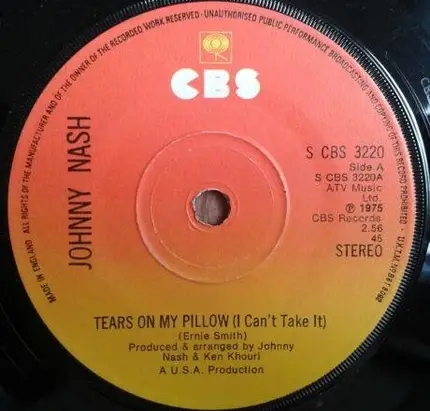 ALL RIGHTS OF THE MANUFACTURER AND OF THE OWNER OF THE RECORDED WORK RESERVED · UNAUTHORISED PUBLIC PERFORMANCE BROADCASTING AND COPYING OF THIS RECORD PROHIBITED
MADE IN ENGLAND
CBS
JOHNNY NASH
S CBS 3220
Side A
S CBS 3220A
ATV Music
Ltd.
℗ 1975
CBS Records
2.56
45
STEREO
TEARS ON MY PILLOW (I Can't Take It)
(Ernie Smith)
Produced & arranged by Johnny
Nash & Ken Khouri
A U.S.A. Production